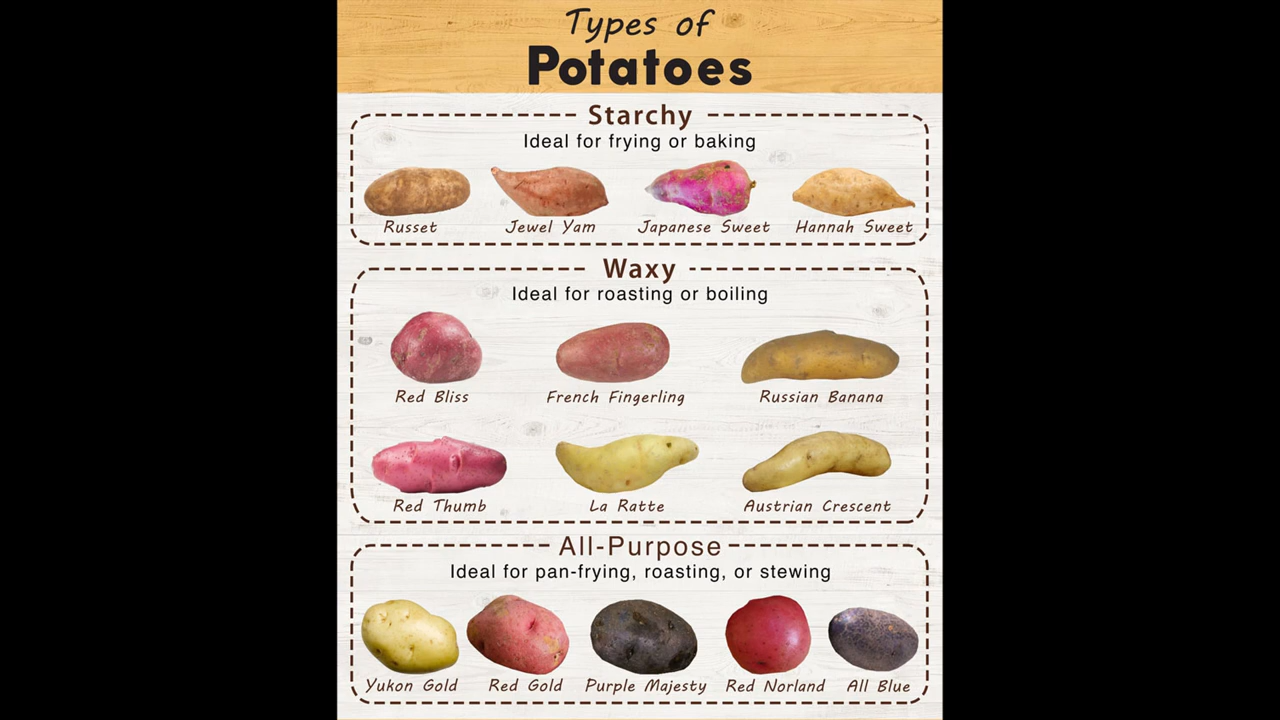 Types of
Potatoes
Starchy
Ideal for frying or baking
Russet
Jewel Yam
Japanese Sweet
Hannah Sweet
Waxy
Ideal for roasting or boiling
Red Bliss
French Fingerling
Russian Banana
Red Thumb
La Ratte
Austrian Crescent
All-Purpose
Ideal for pan-frying, roasting, or stewing
Yukon Gold
Red Gold
Purple Majesty
Red Norland
All Blue